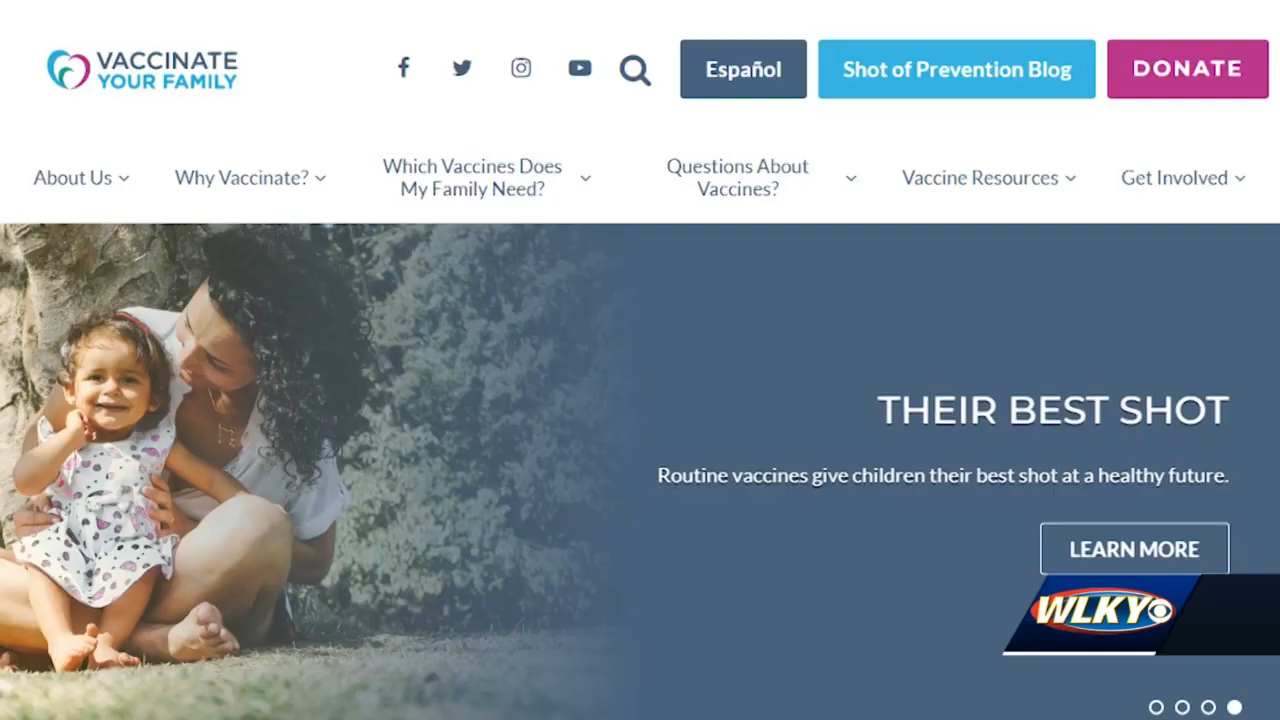 VACCINATE
YOUR FAMILY
Español
Shot of Prevention Blog
DONATE
About Us
Why Vaccinate?
Which Vaccines Does
My Family Need?
Questions About
Vaccines?
Vaccine Resources
Get Involved
THEIR BEST SHOT
Routine vaccines give children their best shot at a healthy future.
LEARN MORE
WLKY